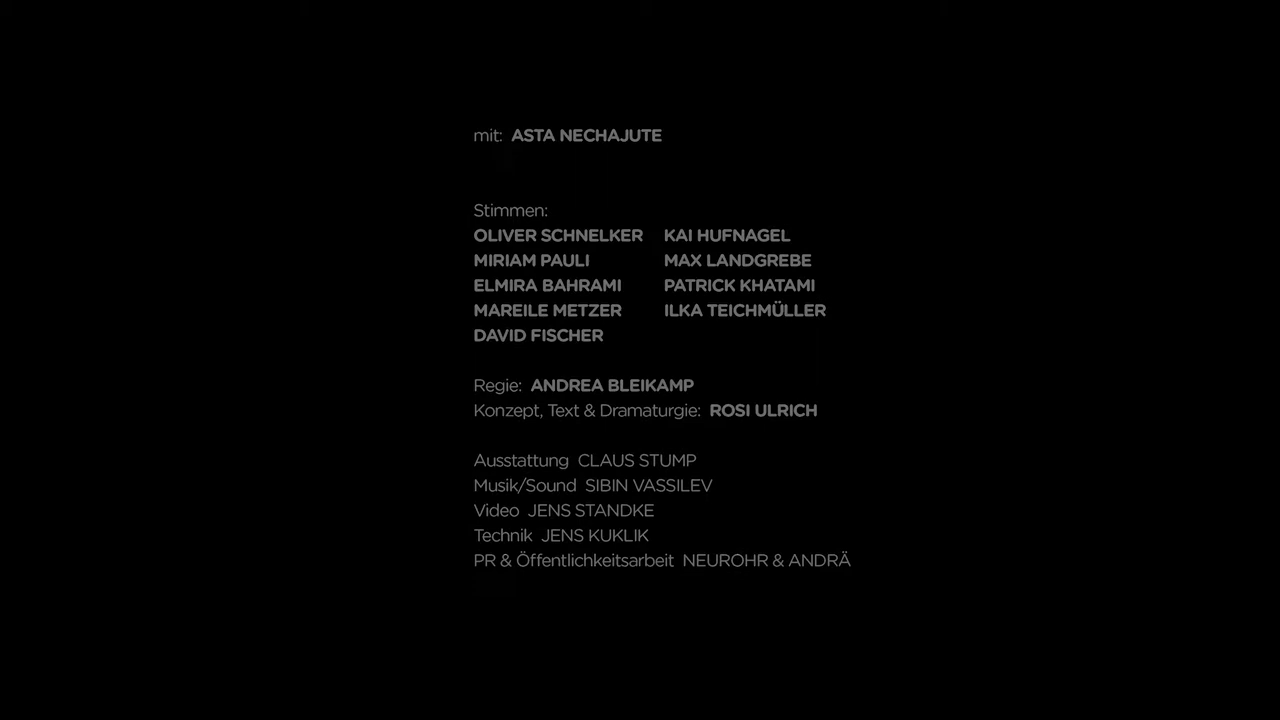 mit: ASTA NECHAJUTE
Stimmen:
OLIVER SCHNELKER KAI HUFNAGEL
MIRIAM PAULI MAX LANDGREBE
ELMIRA BAHRAMI PATRICK KHATAMI
MAREILE METZER ILKA TEICHMÜLLER
DAVID FISCHER
Regie: ANDREA BLEIKAMP
Konzept, Text & Dramaturgie: ROSI ULRICH
Ausstattung CLAUS STUMP
Musik/Sound SIBIN VASSILEV
Video JENS STANDKE
Technik JENS KUKLIK
PR & Öffentlichkeitsarbeit NEUROHR & ANDRÄ